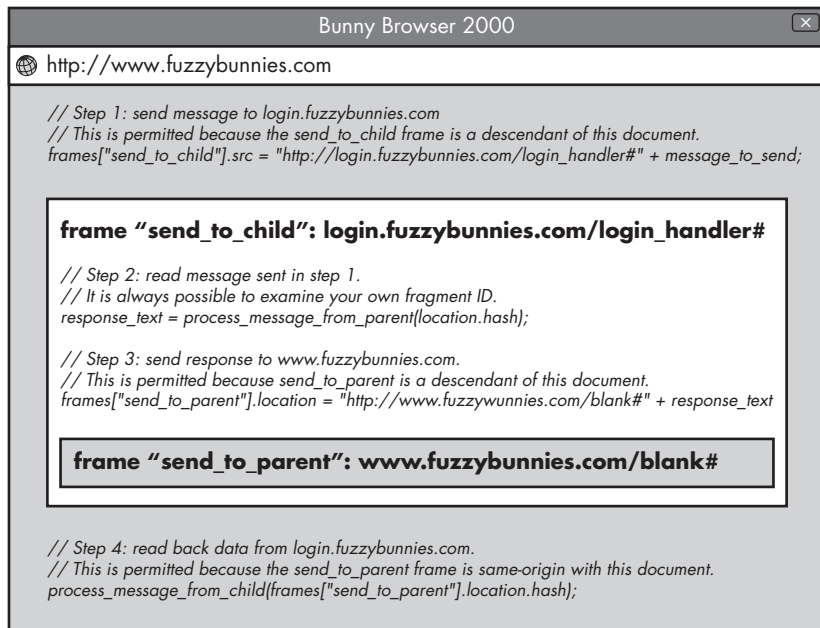 Bunny Browser 2000
http://www.fuzzybunnies.com
// Step 1: send message to login.fuzzybunnies.com
// This is permitted because the send_to_child frame is a descendant of this document.
frames["send_to_child"].src = "http://login.fuzzybunnies.com/login_handler#" + message_to_send;
frame “send_to_child”: login.fuzzybunnies.com/login_handler#
// Step 2: read message sent in step 1.
// It is always possible to examine your own fragment ID.
response_text = process_message_from_parent(location.hash);
// Step 3: send response to www.fuzzybunnies.com.
// This is permitted because send_to_parent is a descendant of this document.
frames["send_to_parent"].location = "http://www.fuzzywunnies.com/blank#" + response_text
frame “send_to_parent”: www.fuzzybunnies.com/blank#
// Step 4: read back data from login.fuzzybunnies.com.
// This is permitted because the send_to_parent frame is same-origin with this document.
process_message_from_child(frames["send_to_parent"].location.hash);